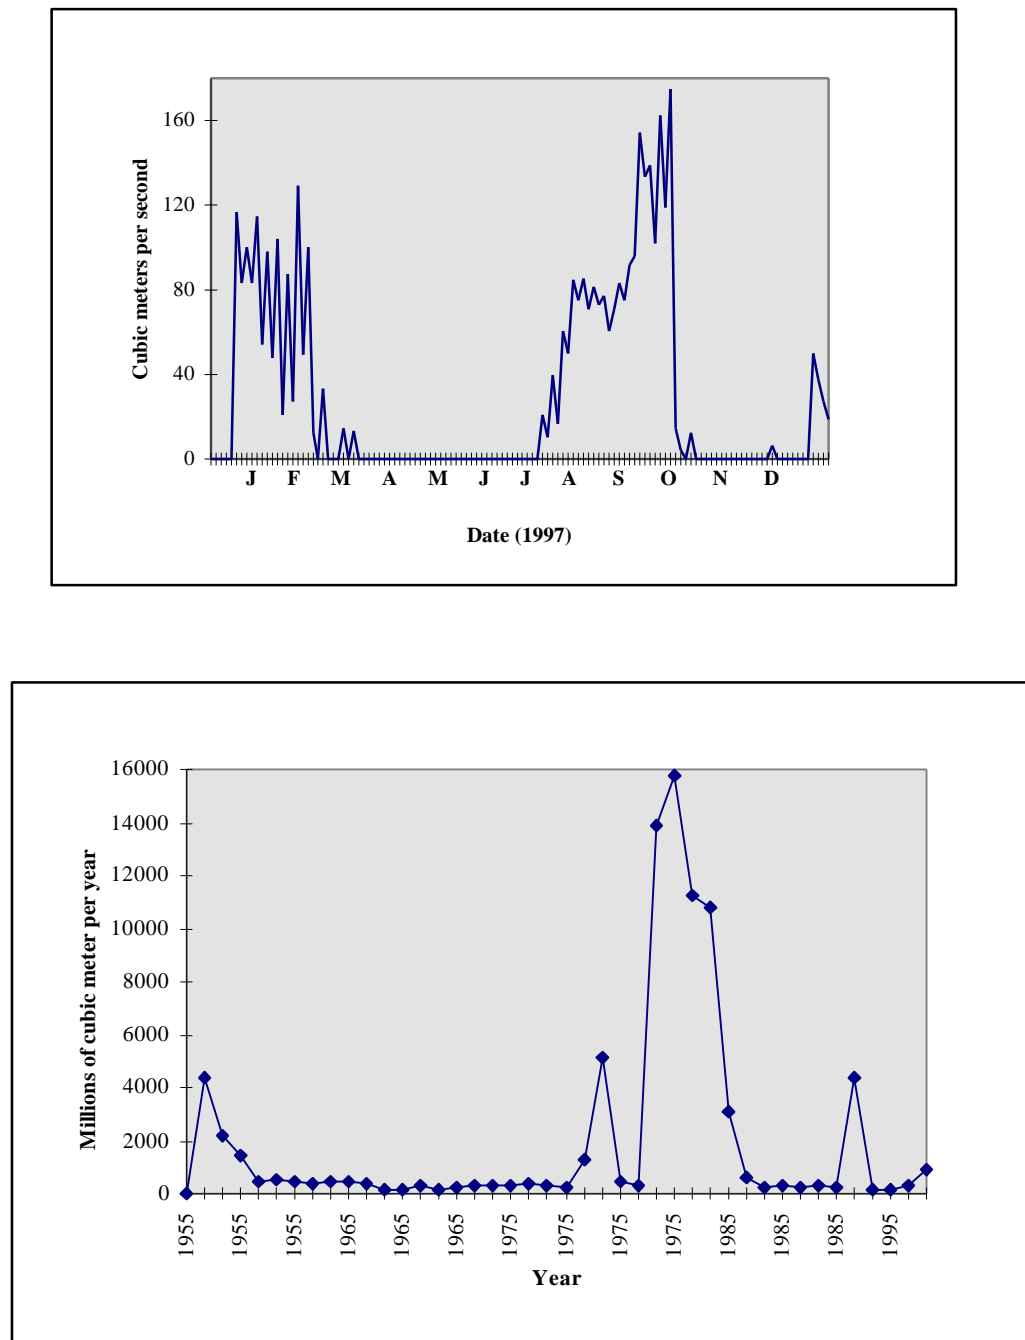 160
120
80
40
0
Cubic meters per second
J F M A M J J A S O N D
Date (1997)
16000
14000
12000
10000
8000
6000
4000
2000
0
Millions of cubic meter per year
1955 1955 1955 1965 1965 1965 1975 1975 1975 1975 1985 1985 1985 1995
Year